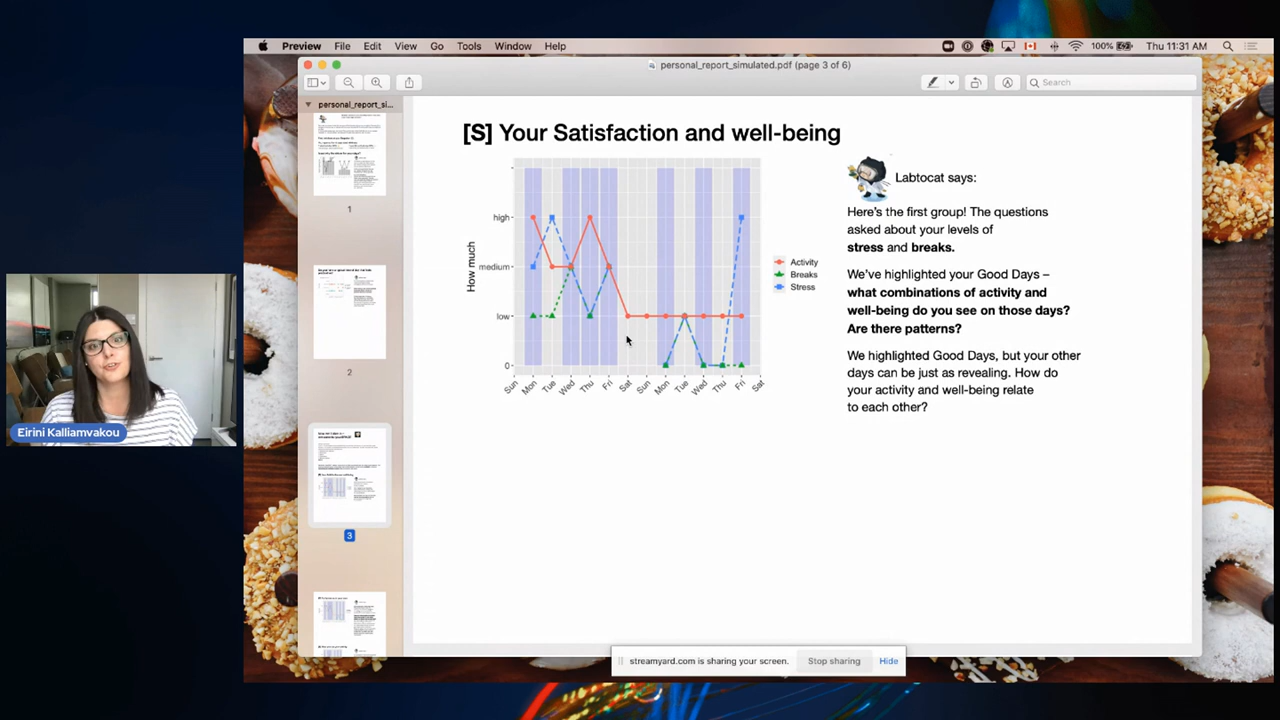 Preview File Edit View Go Tools Window Help 100% Thu 11:31 AM
personal_report_simulated.pdf (page 3 of 6)
Search
personal_report_si...
1
2
3
[S] Your Satisfaction and well-being
How much
high
medium
low
0
Sun Mon Tue Wed Thu Fri Sat Sun Mon Tue Wed Thu Fri Sat
Activity
Breaks
Stress
Labtocat says:
Here's the first group! The questions
asked about your levels of
stress and breaks.
We've highlighted your Good Days –
what combinations of activity and
well-being do you see on those days?
Are there patterns?
We highlighted Good Days, but your other
days can be just as revealing. How do
your activity and well-being relate
to each other?
Eirini Kalliamvakou
streamyard.com is sharing your screen. Stop sharing Hide